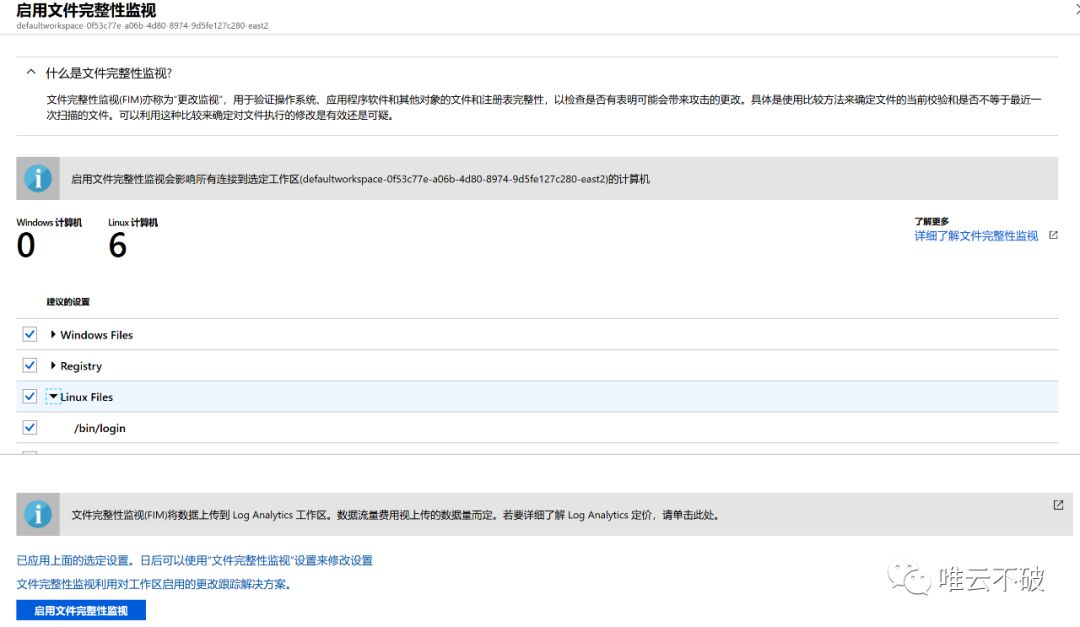 启用文件完整性监视
defaultworkspace-0f53c77e-a06b-4d80-8974-9d5fe127c280-east2
什么是文件完整性监视?
文件完整性监视(FIM)亦称为"更改监视"，用于验证操作系统、应用程序软件和其他对象的文件和注册表完整性，以检查是否有表明可能会带来攻击的更改。具体是使用比较方法来确定文件的当前校验和是否不等于最近一
次扫描的文件。可以利用这种比较来确定对文件执行的修改是有效还是可疑。
启用文件完整性监视会影响所有连接到选定工作区(defaultworkspace-0f53c77e-a06b-4d80-8974-9d5fe127c280-east2)的计算机
Windows 计算机 Linux 计算机
0 6
了解更多
详细了解文件完整性监视
建议的设置
Windows Files
Registry
Linux Files
/bin/login
文件完整性监视(FIM)将数据上传到 Log Analytics 工作区。数据流量费用视上传的数据量而定。若要详细了解 Log Analytics 定价，请单击此处。
已应用上面的选定设置。日后可以使用"文件完整性监视"设置来修改设置
文件完整性监视利用对工作区启用的更改跟踪解决方案。
启用文件完整性监视
唯云不破